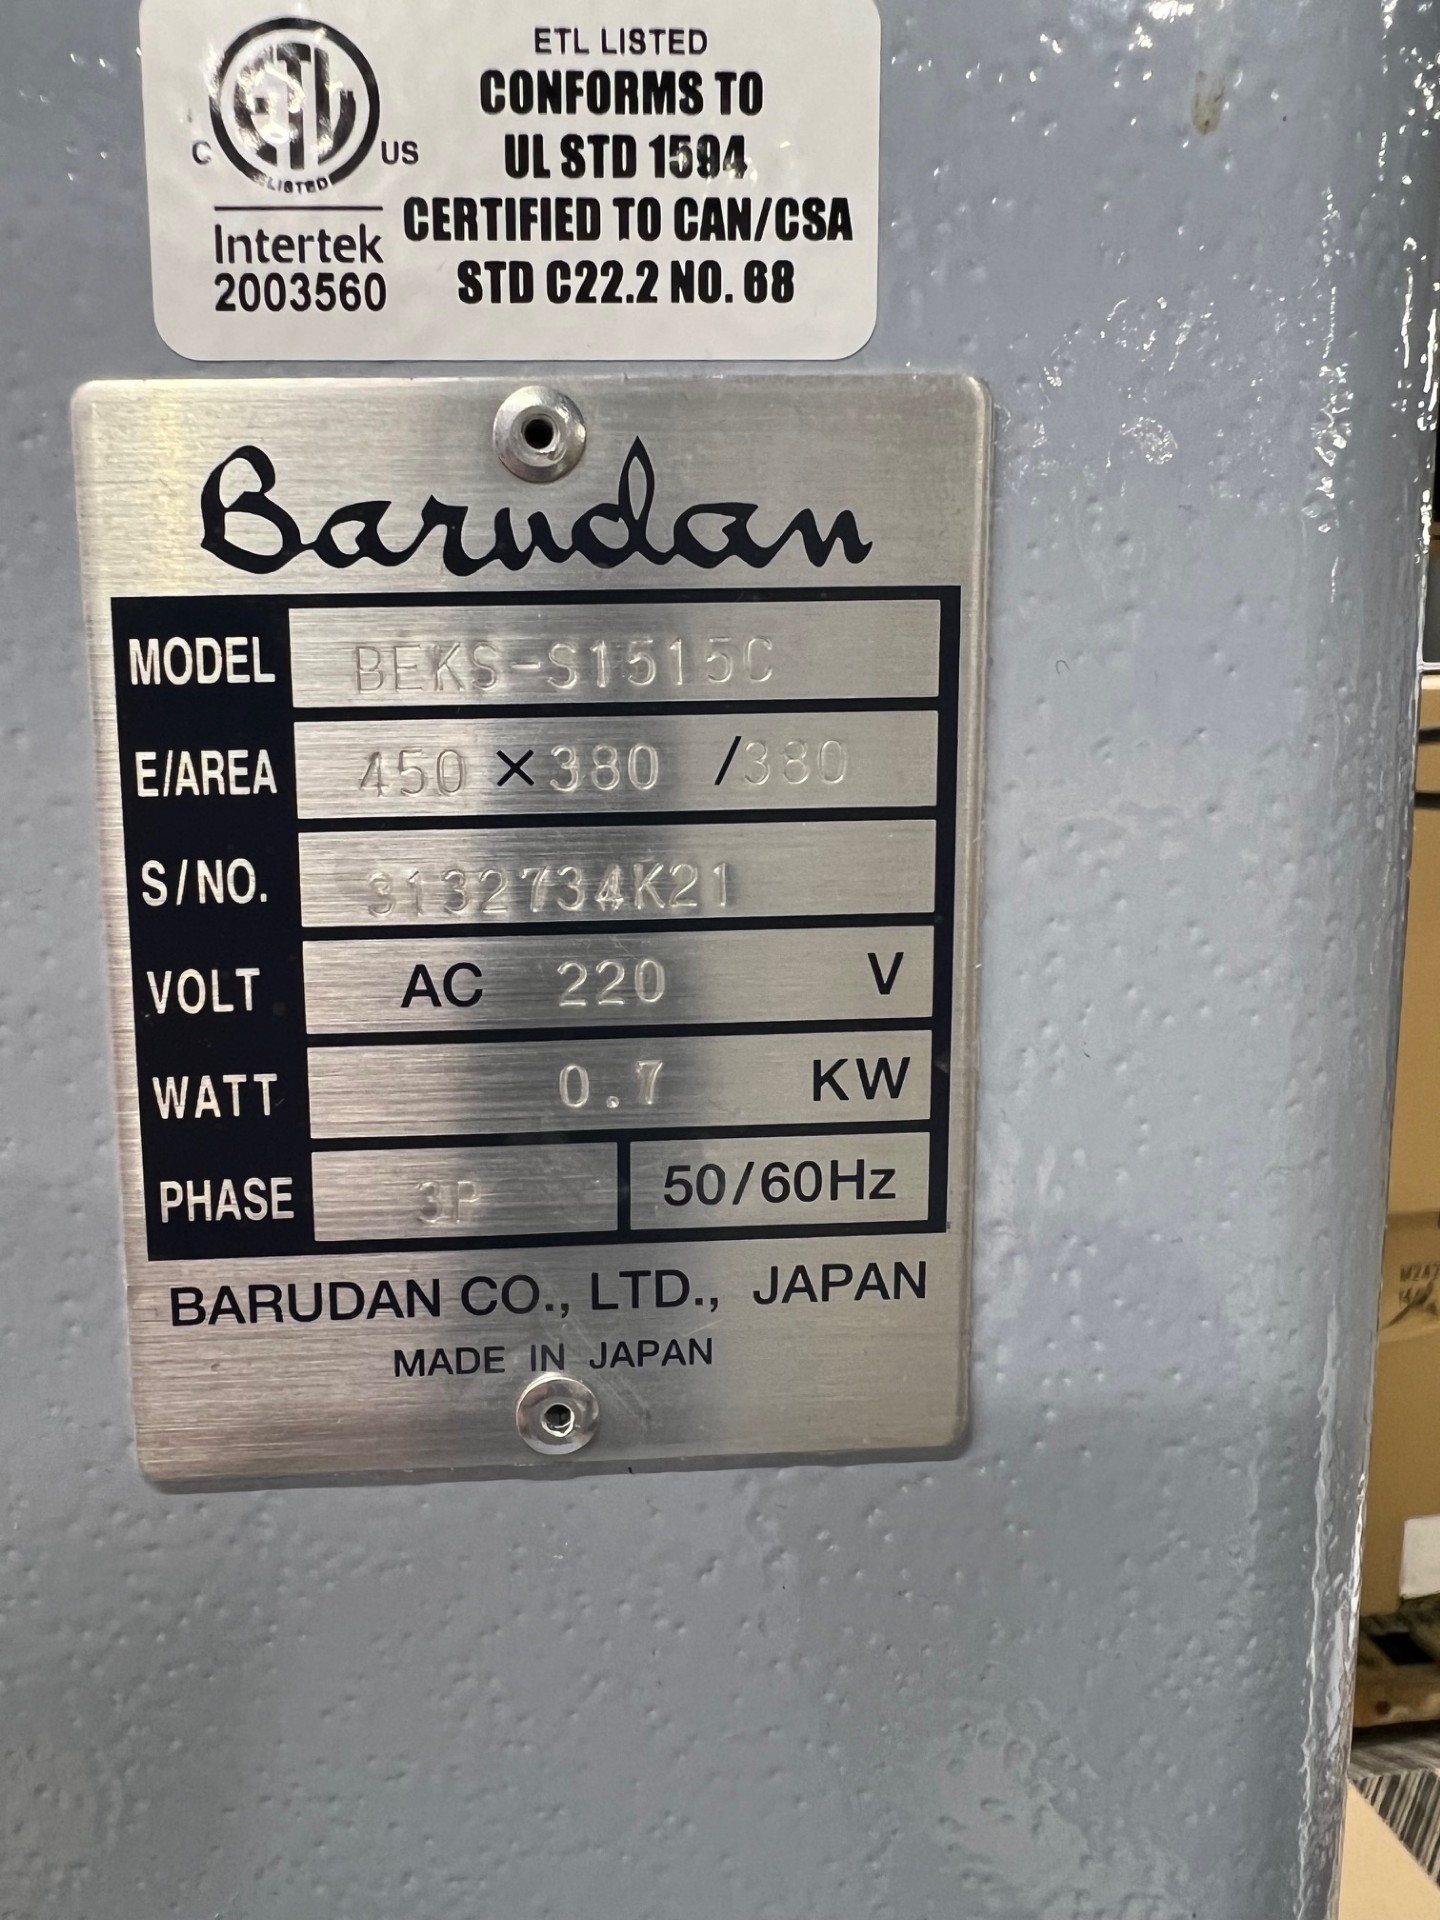 ETL LISTED
CONFORMS TO
UL STD 1594
CERTIFIED TO CAN/CSA
STD C22.2 NO. 68
C ETL US
LISTED
Intertek
2003560
Barudan
MODEL BEKS-S1515C
E/AREA 450 × 380 /380
S/NO. 3132734K21
VOLT AC 220 V
WATT 0.7 KW
PHASE 3P 50/60Hz
BARUDAN CO., LTD., JAPAN
MADE IN JAPAN